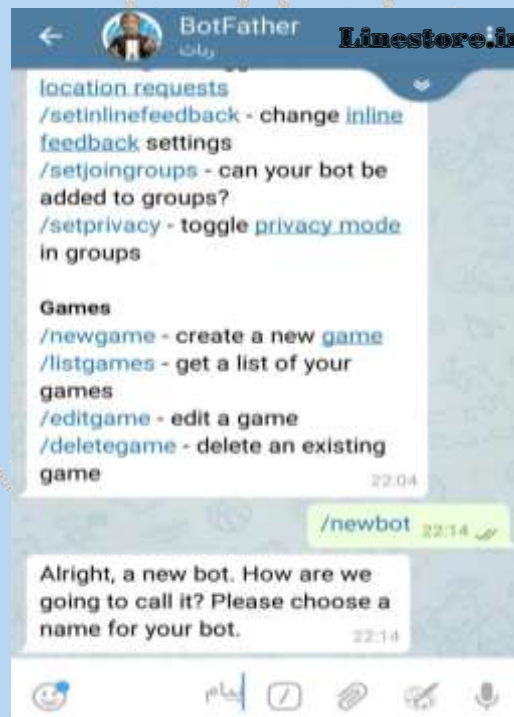 BotFather
ربات
Linestore.i
location requests
/setinlinefeedback - change inline
feedback settings
/setjoingroups - can your bot be
added to groups?
/setprivacy - toggle privacy mode
in groups
Games
/newgame - create a new game
/listgames - get a list of your
games
/editgame - edit a game
/deletegame - delete an existing
game
22:04
/newbot 22:14
Alright, a new bot. How are we
going to call it? Please choose a
name for your bot.
22:14
پیام